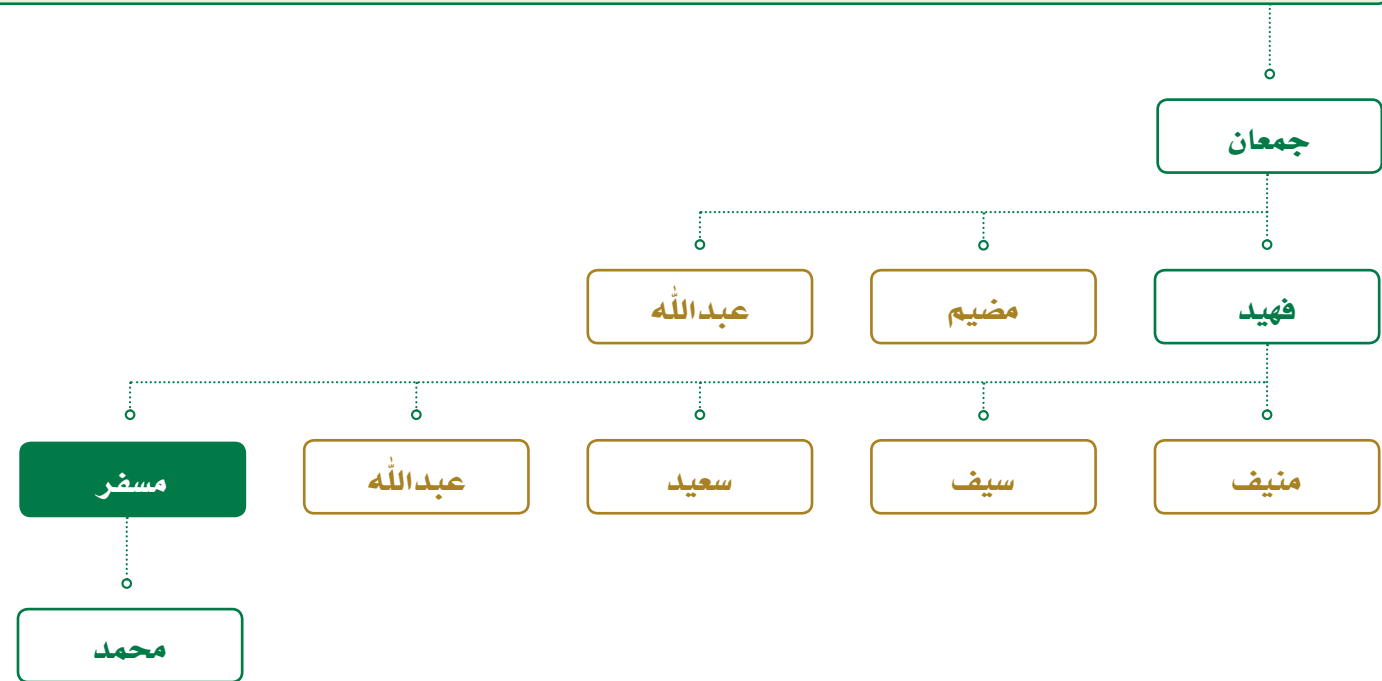 جمعان
فهيد
مضيم
عبدالله
منيف
سيف
سعيد
عبدالله
مسفر
محمد